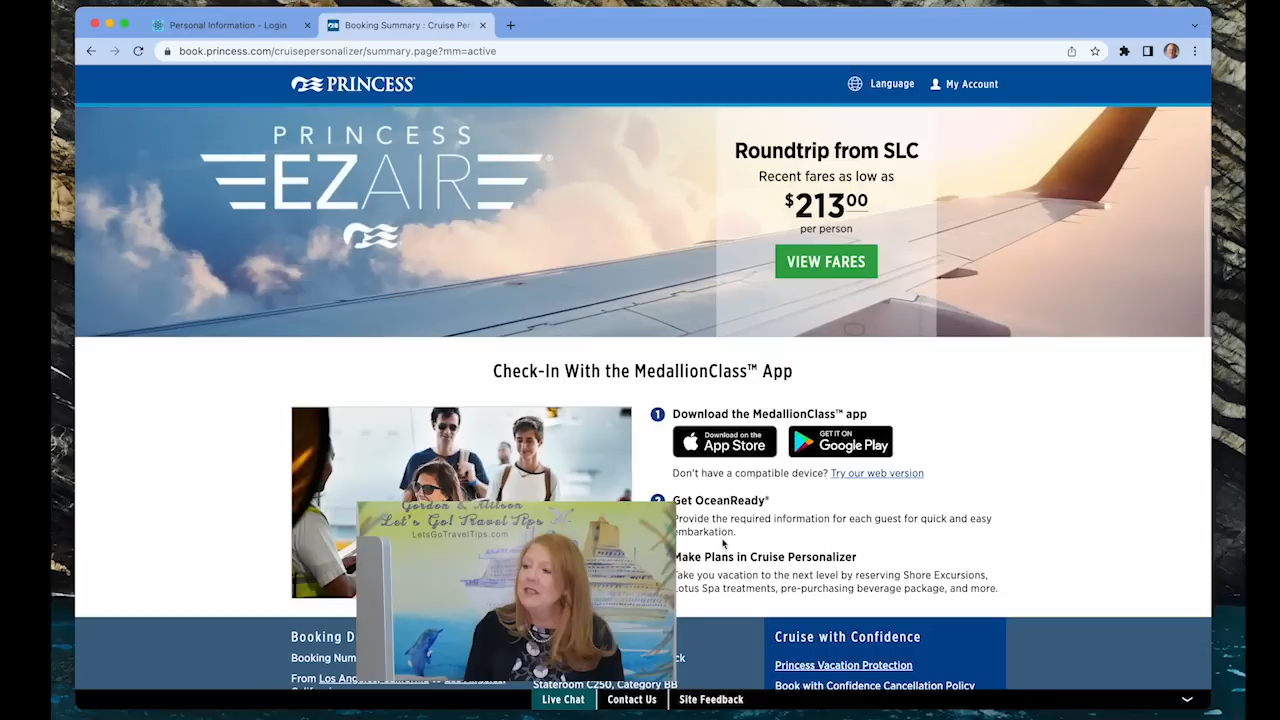 Personal Information - Login
Booking Summary : Cruise Per
book.princess.com/cruisepersonalizer/summary.page?mm=active
PRINCESS
Language
My Account
PRINCESS
EZAIR®
Roundtrip from SLC
Recent fares as low as
$213.00
per person
VIEW FARES
Check-In With the MedallionClass™ App
1 Download the MedallionClass™ app
Download on the
App Store
GET IT ON
Google Play
Don't have a compatible device? Try our web version
Get OceanReady®
Provide the required information for each guest for quick and easy
embarkation.
Make Plans in Cruise Personalizer
Take you vacation to the next level by reserving Shore Excursions,
Lotus Spa treatments, pre-purchasing beverage package, and more.
Gordon & Allison
Let's Go! Travel Tips
LetsGoTravelTips.com
Booking D
Booking Num
From Los Angeles
Stateroom C250, Category BB
Cruise with Confidence
Princess Vacation Protection
Book with Confidence Cancellation Policy
Live Chat
Contact Us
Site Feedback